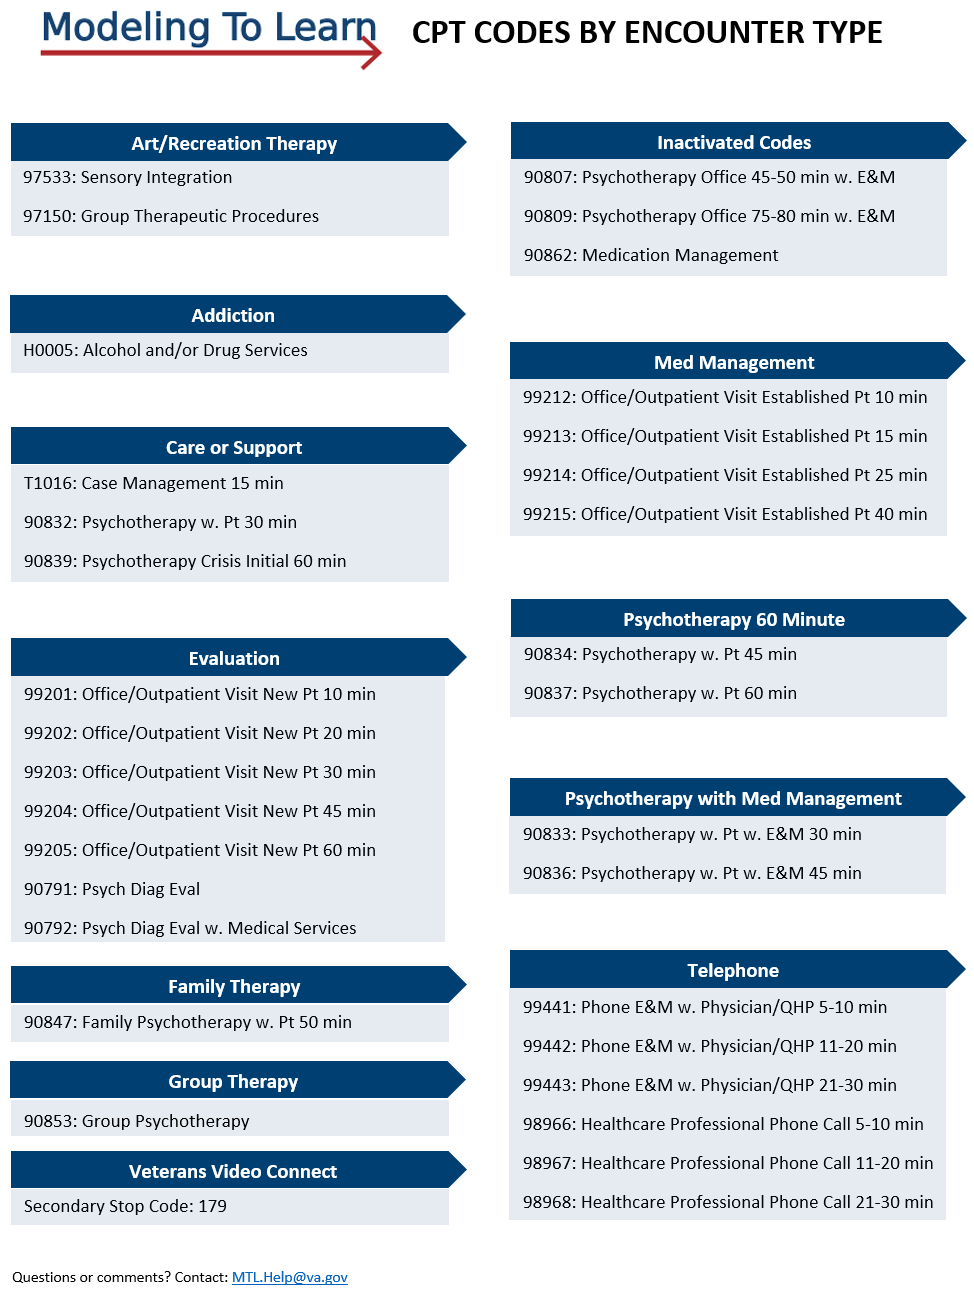 Modeling To Learn
CPT CODES BY ENCOUNTER TYPE
Art/Recreation Therapy
97533: Sensory Integration
97150: Group Therapeutic Procedures
Addiction
H0005: Alcohol and/or Drug Services
Care or Support
T1016: Case Management 15 min
90832: Psychotherapy w. Pt 30 min
90839: Psychotherapy Crisis Initial 60 min
Evaluation
99201: Office/Outpatient Visit New Pt 10 min
99202: Office/Outpatient Visit New Pt 20 min
99203: Office/Outpatient Visit New Pt 30 min
99204: Office/Outpatient Visit New Pt 45 min
99205: Office/Outpatient Visit New Pt 60 min
90791: Psych Diag Eval
90792: Psych Diag Eval w. Medical Services
Family Therapy
90847: Family Psychotherapy w. Pt 50 min
Group Therapy
90853: Group Psychotherapy
Veterans Video Connect
Secondary Stop Code: 179
Inactivated Codes
90807: Psychotherapy Office 45-50 min w. E&M
90809: Psychotherapy Office 75-80 min w. E&M
90862: Medication Management
Med Management
99212: Office/Outpatient Visit Established Pt 10 min
99213: Office/Outpatient Visit Established Pt 15 min
99214: Office/Outpatient Visit Established Pt 25 min
99215: Office/Outpatient Visit Established Pt 40 min
Psychotherapy 60 Minute
90834: Psychotherapy w. Pt 45 min
90837: Psychotherapy w. Pt 60 min
Psychotherapy with Med Management
90833: Psychotherapy w. Pt w. E&M 30 min
90836: Psychotherapy w. Pt w. E&M 45 min
Telephone
99441: Phone E&M w. Physician/QHP 5-10 min
99442: Phone E&M w. Physician/QHP 11-20 min
99443: Phone E&M w. Physician/QHP 21-30 min
98966: Healthcare Professional Phone Call 5-10 min
98967: Healthcare Professional Phone Call 11-20 min
98968: Healthcare Professional Phone Call 21-30 min
Questions or comments? Contact: MTL.Help@va.gov